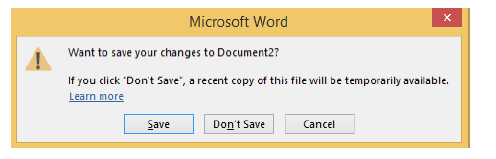 Microsoft Word
x
Want to save your changes to Document2?
If you click "Don't Save", a recent copy of this file will be temporarily available.
Learn more
Save
Don't Save
Cancel